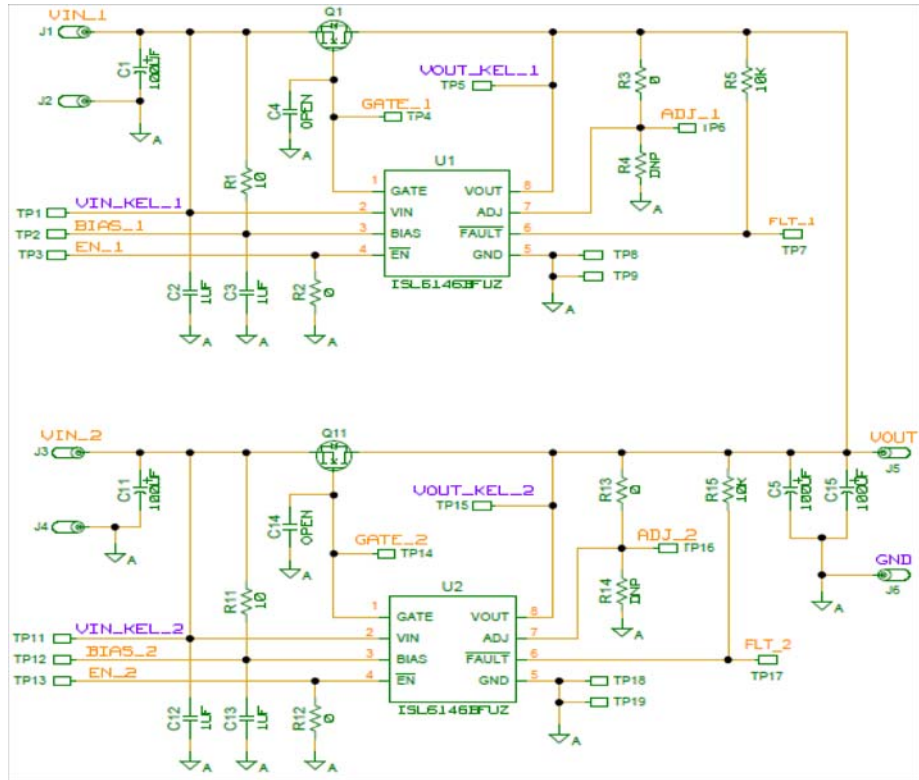 VIN_1
J1
Q1
C1
100UF
J2
A
C4
OPEN
A
GATE_1
TP4
VOUT_KEL_1
TP5
R3
0
R5
10K
ADJ_1
TP6
R4
DNP
A
R1
10
U1
1 GATE VOUT 8
TP1 VIN_KEL_1 2 VIN ADJ 7
TP2 BIAS_1 3 BIAS FAULT 6
FLT_1
TP7
TP3 EN_1 4 EN GND 5 TP8
TP9
ISL6146BFUZ
A
C2
1UF
C3
1UF
R2
0
A
A
A
VIN_2
J3
Q11
C11
100UF
J4
A
C14
OPEN
A
GATE_2
TP14
VOUT_KEL_2
TP15
R13
0
R15
10K
C5
100UF
C15
100UF
VOUT
J5
ADJ_2
TP16
R14
DNP
A
GND
J6
A
R11
10
U2
1 GATE VOUT 8
TP11 VIN_KEL_2 2 VIN ADJ 7
TP12 BIAS_2 3 BIAS FAULT 6
FLT_2
TP17
TP13 EN_2 4 EN GND 5 TP18
TP19
ISL6146BFUZ
A
C12
1UF
C13
1UF
R12
0
A
A
A